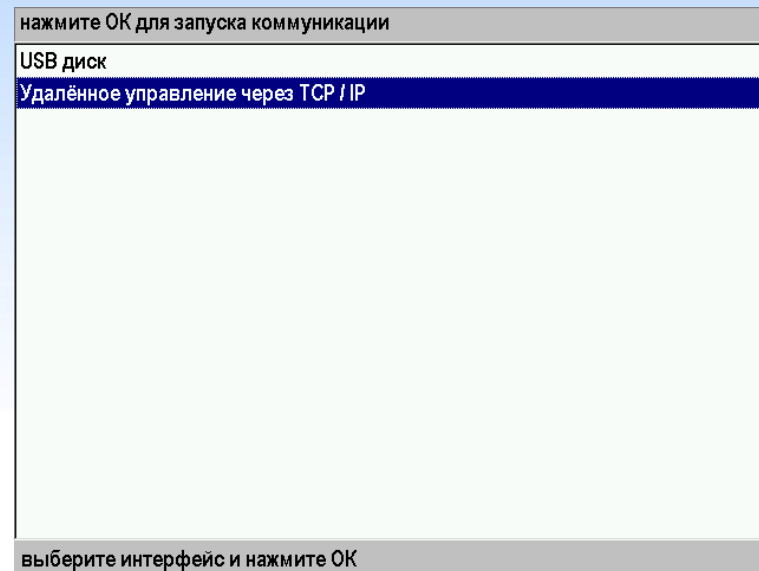 нажмите ОК для запуска коммуникации
USB диск
Удалённое управление через TCP / IP
выберите интерфейс и нажмите ОК